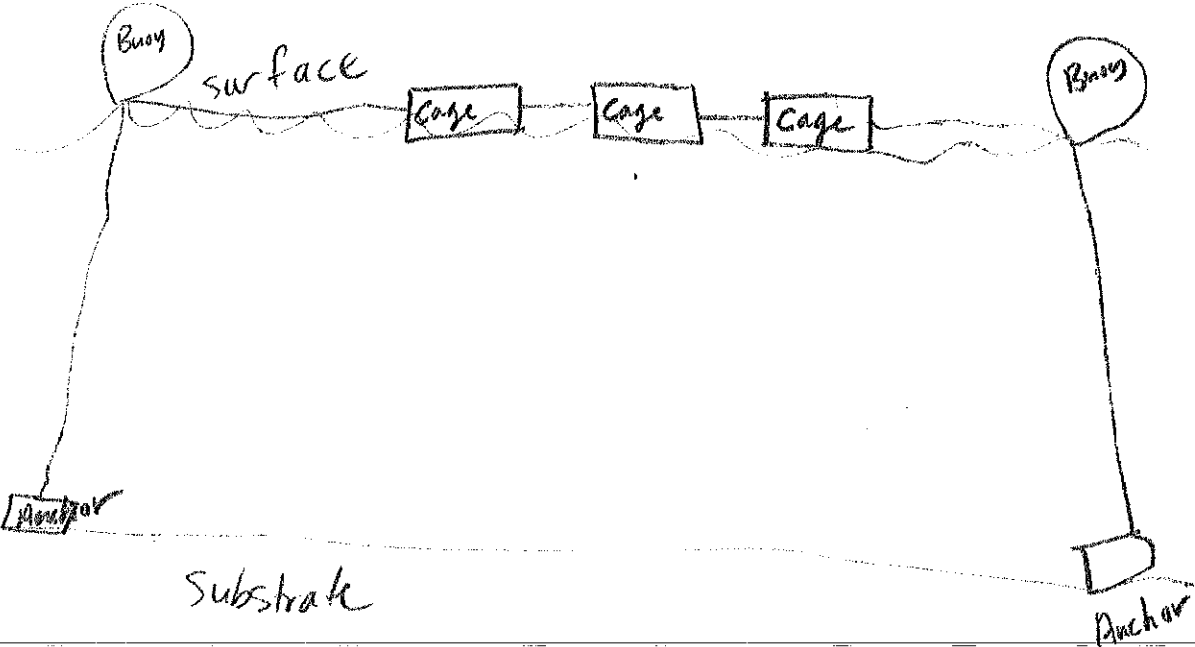 Buoy
surface
Cage
Cage
Cage
Buoy
Anchor
Substrate
Anchor